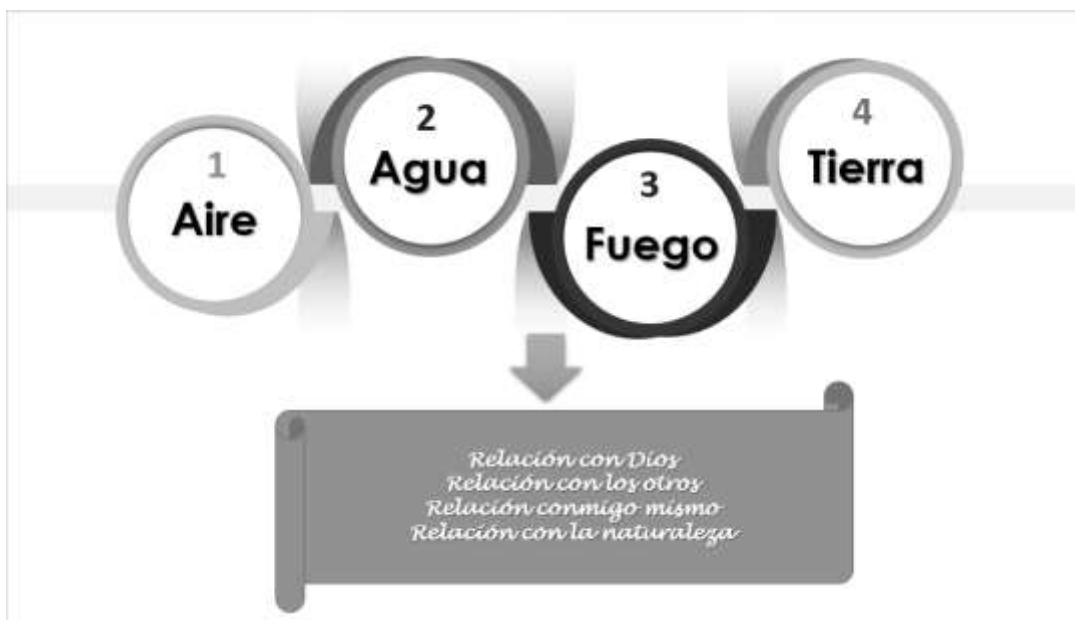 1
Aire
2
Agua
3
Fuego
4
Tierra
Relación con Dios
Relación con los otros
Relación conmigo mismo
Relación con la naturaleza